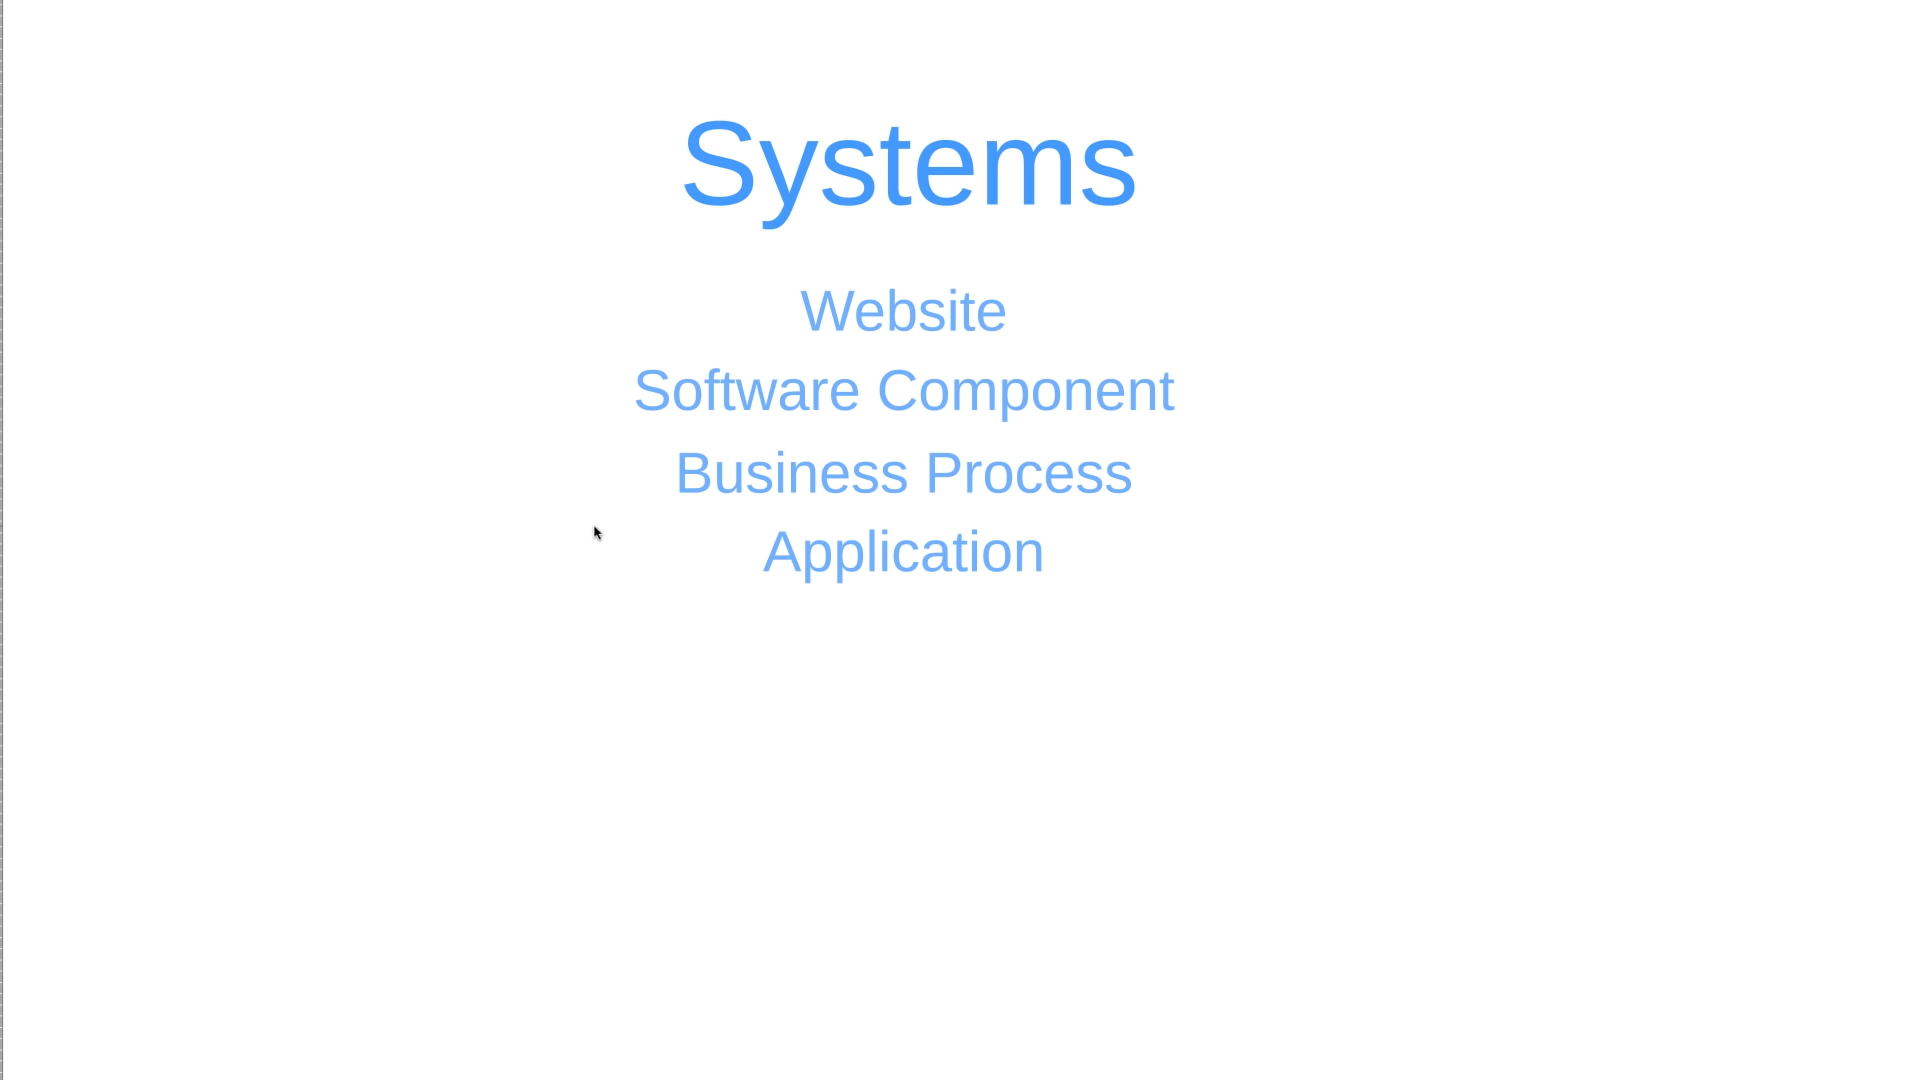 Systems
Website
Software Component
Business Process
Application